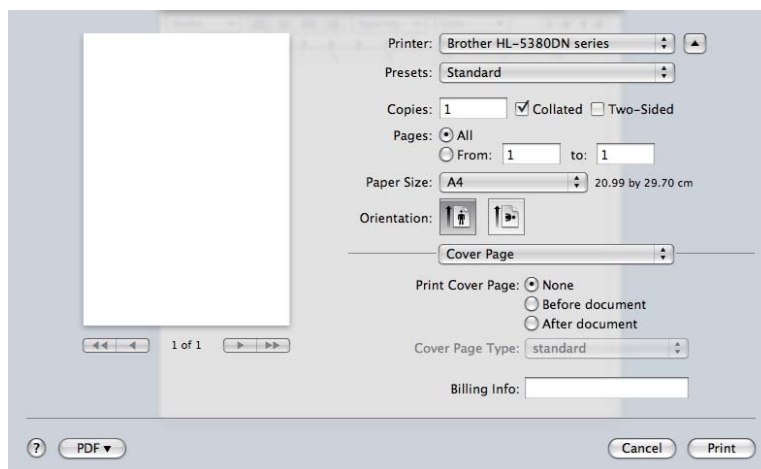 Printer: Brother HL-5380DN series
Presets: Standard
Copies: 1 Collated Two-Sided
Pages: All
From: 1 to: 1
Paper Size: A4 20.99 by 29.70 cm
Orientation:
Cover Page
Print Cover Page: None
Before document
After document
1 of 1
Cover Page Type: standard
Billing Info:
? PDF Cancel Print